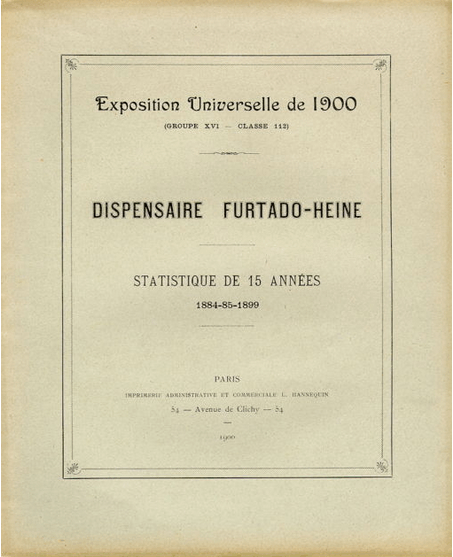 Exposition Universelle de 1900
(GROUPE XVI — CLASSE 112)
DISPENSAIRE FURTADO-HEINE
STATISTIQUE DE 15 ANNÉES
1884-85-1899
PARIS
IMPRIMERIE ADMINISTRATIVE ET COMMERCIALE L. HANNEQUIN
54 — Avenue de Clichy — 54
1900